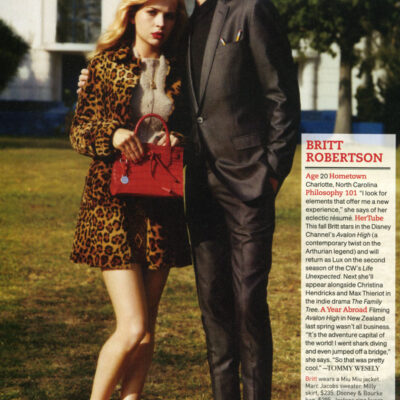 BRITT
ROBERTSON
Age 20 Hometown
Charlotte, North Carolina
Philosophy 101 "I look for
elements that offer me a new
experience," she says of her
eclectic résumé. HerTube
This fall Britt stars in the Disney
Channel's Avalon High (a
contemporary twist on the
Arthurian legend) and will
return as Lux on the second
season of the CW's Life
Unexpected. Next she'll
appear alongside Christina
Hendricks and Max Thieriot in
the indie drama The Family
Tree. A Year Abroad Filming
Avalon High in New Zealand
last spring wasn't all business.
"It's the adventure capital of
the world! I went shark diving
and even jumped off a bridge,"
she says. "So that was pretty
cool." —TOMMY WESELY
Britt wears a Miu Miu jacket
Marc Jacobs sweater. Milly
skirt, $235. Dooney & Bourke